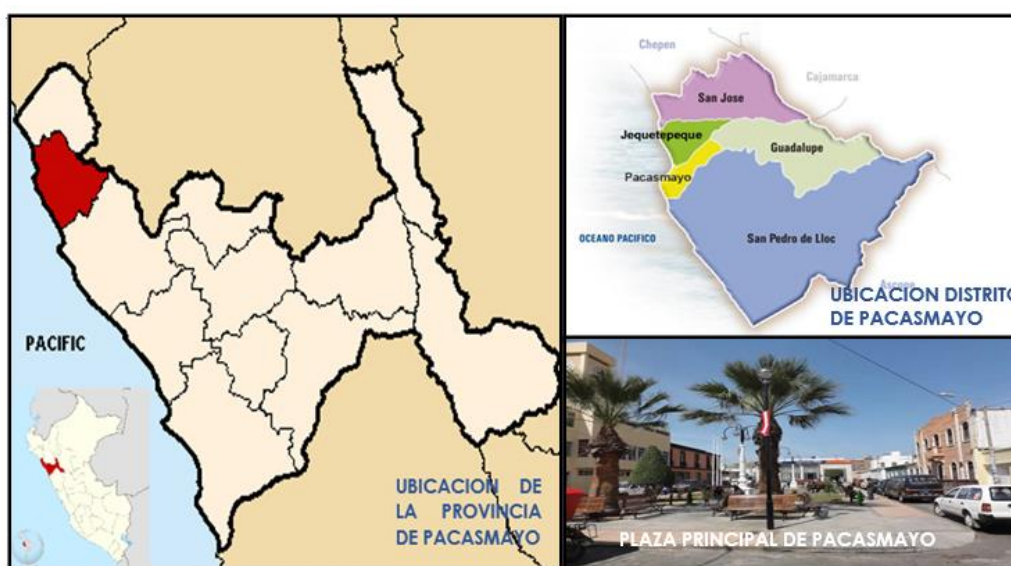 PACIFIC
UBICACION DE
LA PROVINCIA
DE PACASMAYO
Chepen
Cajamarca
San Jose
Jequetepeque
Guadalupe
Pacasmayo
OCEANO PACIFICO
San Pedro de Lloc
Ascope
UBICACION DISTRITO
DE PACASMAYO
PLAZA PRINCIPAL DE PACASMAYO